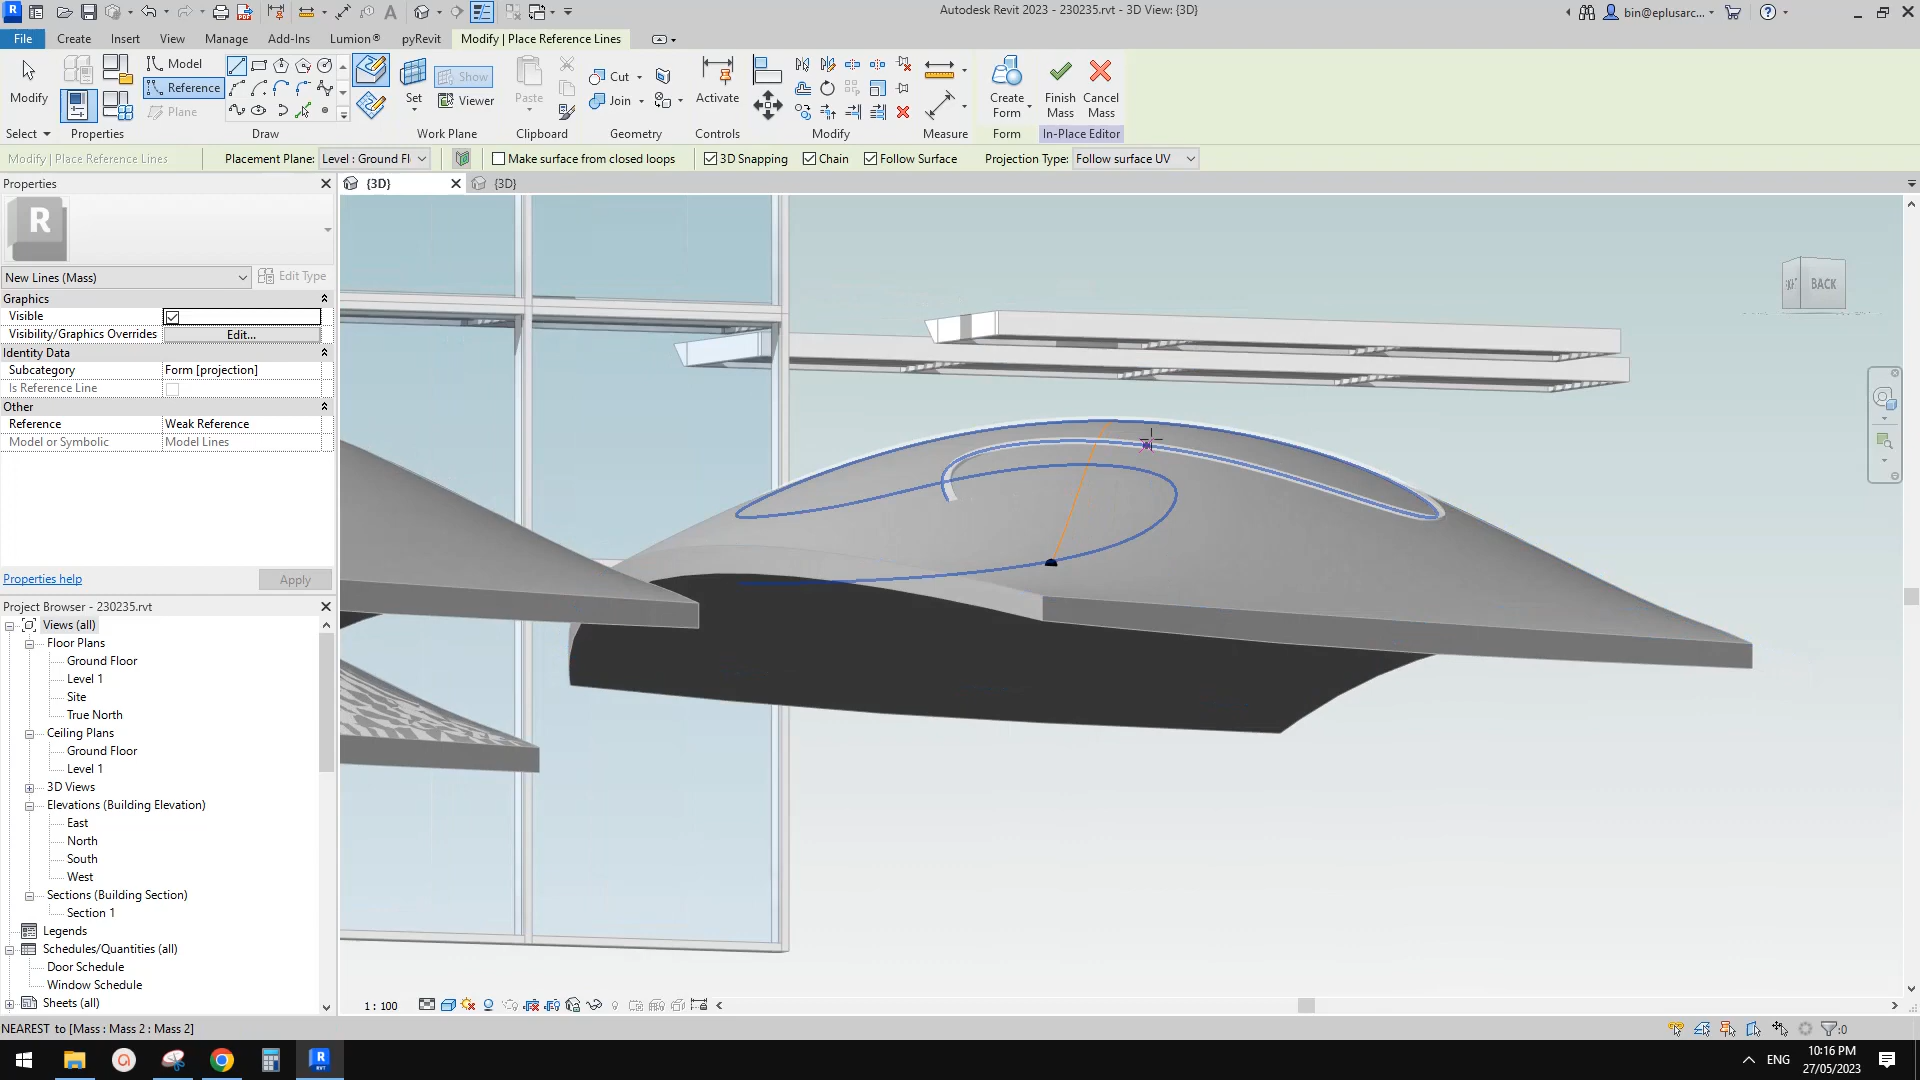 Autodesk Revit 2023 - 230235.rvt - 3D View: {3D}
bin@eplusarc...
File Create Insert View Manage Add-Ins Lumion® pyRevit Modify | Place Reference Lines
Modify
Model
Reference
Plane
Set
Show
Viewer
Paste
Cut
Join
Activate
Create
Form
Finish
Mass
Cancel
Mass
Select Properties Draw Work Plane Clipboard Geometry Controls Modify Measure Form In-Place Editor
Modify | Place Reference Lines Placement Plane: Level : Ground Fl Make surface from closed loops 3D Snapping Chain Follow Surface Projection Type: Follow surface UV
Properties
{3D} {3D}
R
New Lines (Mass) Edit Type
Graphics
Visible
Visibility/Graphics Overrides Edit...
Identity Data
Subcategory Form [projection]
Is Reference Line
Other
Reference Weak Reference
Model or Symbolic Model Lines
Properties help Apply
BACK
Project Browser - 230235.rvt
Views (all)
Floor Plans
Ground Floor
Level 1
Site
True North
Ceiling Plans
Ground Floor
Level 1
3D Views
Elevations (Building Elevation)
East
North
South
West
Sections (Building Section)
Section 1
Legends
Schedules/Quantities (all)
Door Schedule
Window Schedule
Sheets (all)
1 : 100
NEAREST to [Mass : Mass 2 : Mass 2]
:0
ENG
10:16 PM
27/05/2023